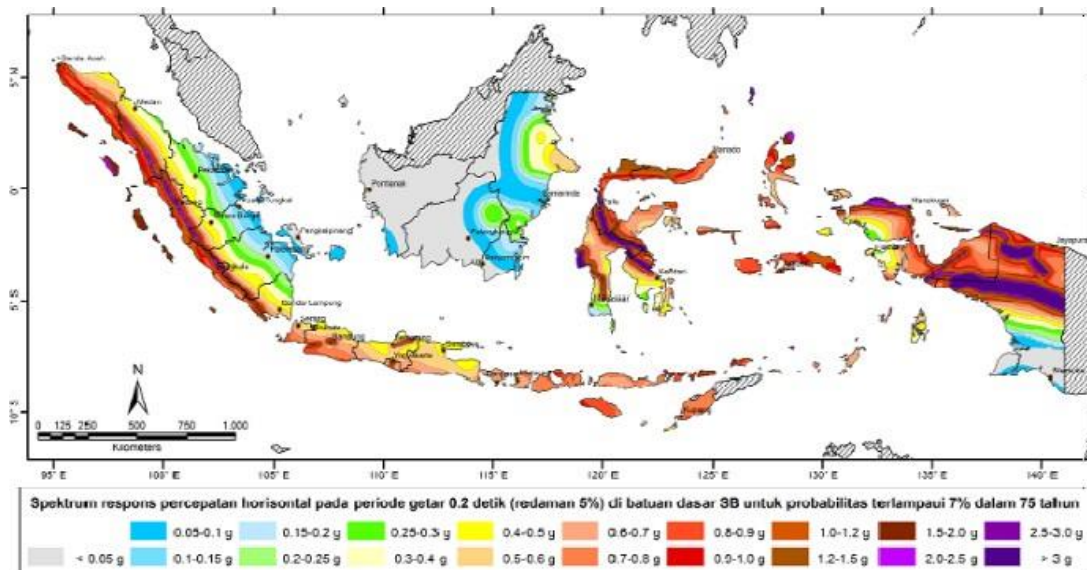 Banda Aceh
5° N
Medan
0°
Pontianak
Manado
Samarinda
Palu
Manokwari
Jayapura
Pangkalpinang
Kendari
5° S
Bandar Lampung
Serang
Bandung
Semarang
Yogyakarta
Kupang
N
10° S
0 125 250 500 750 1.000
Kilometers
95° E 100° E 105° E 110° E 115° E 120° E 125° E 130° E 135° E 140° E
Spektrum respons percepatan horisontal pada periode getar 0.2 detik (redaman 5%) di batuan dasar SB untuk probabilitas terlampaui 7% dalam 75 tahun
0.05-0.1 g 0.15-0.2 g 0.25-0.3 g 0.4-0.5 g 0.6-0.7 g 0.8-0.9 g 1.0-1.2 g 1.5-2.0 g 2.5-3.0 g
< 0.05 g 0.1-0.15 g 0.2-0.25 g 0.3-0.4 g 0.5-0.6 g 0.7-0.8 g 0.9-1.0 g 1.2-1.5 g 2.0-2.5 g > 3 g